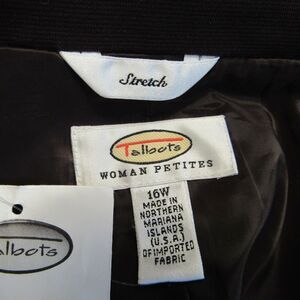 Stretch
Talbots
WOMAN PETITES
16W
MADE IN
NORTHERN
MARIANA
ISLANDS
(U.S.A.)
OF IMPORTED
FABRIC
albots